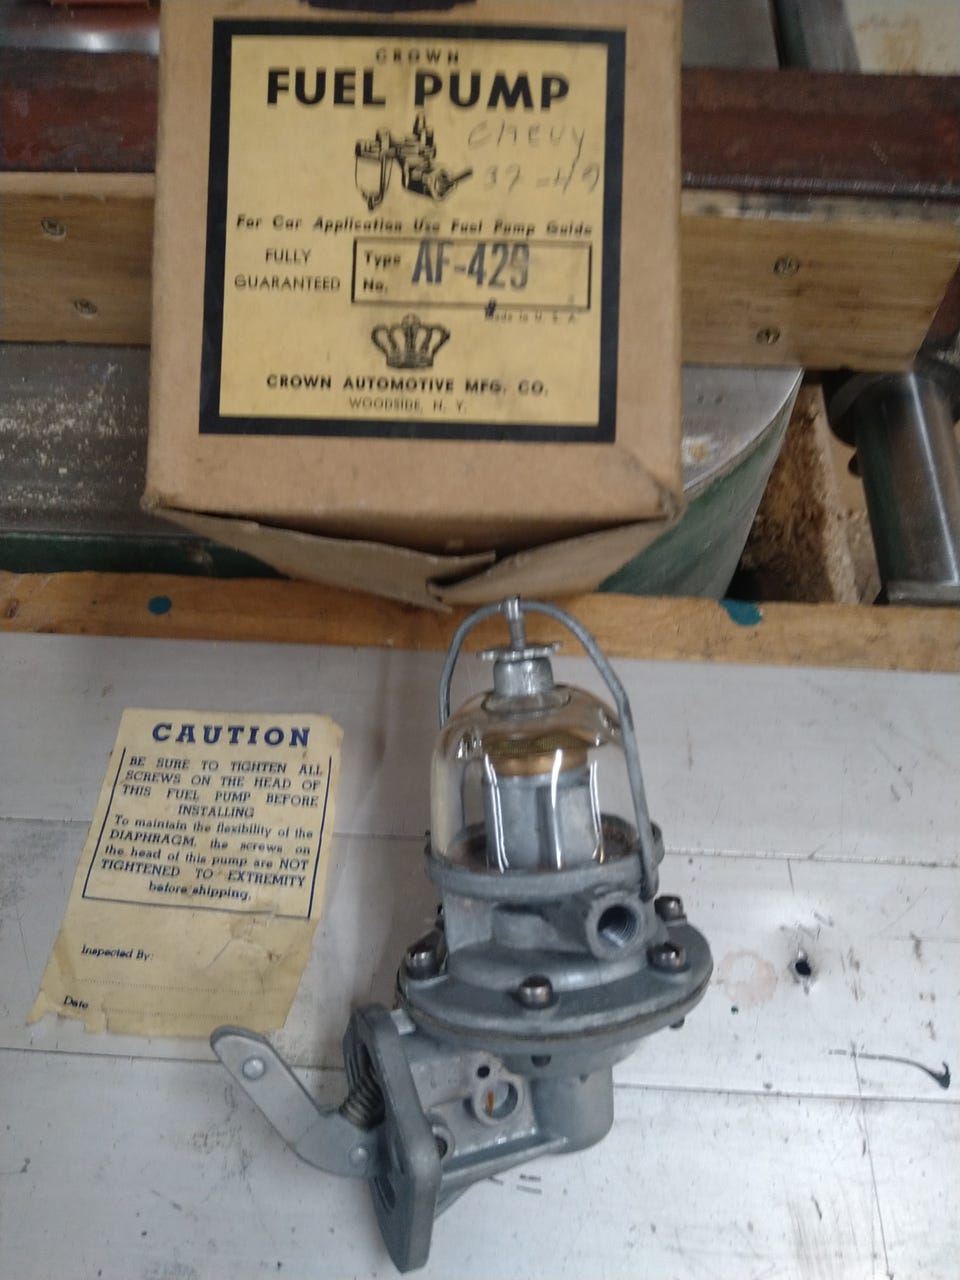 CROWN
FUEL PUMP
CHEVY
37-49
For Car Application Use Fuel Pump Guide
FULLY
GUARANTEED
Type
No.
AF-429
Made in U. S. A.
CROWN AUTOMOTIVE MFG. CO.
WOODSIDE, N. Y.
CAUTION
BE SURE TO TIGHTEN ALL
SCREWS ON THE HEAD OF
THIS FUEL PUMP BEFORE
INSTALLING
To maintain the flexibility of the
DIAPHRAGM, the screws on
the head of this pump are NOT
TIGHTENED TO EXTREMITY
before shipping.
Inspected By:
Date